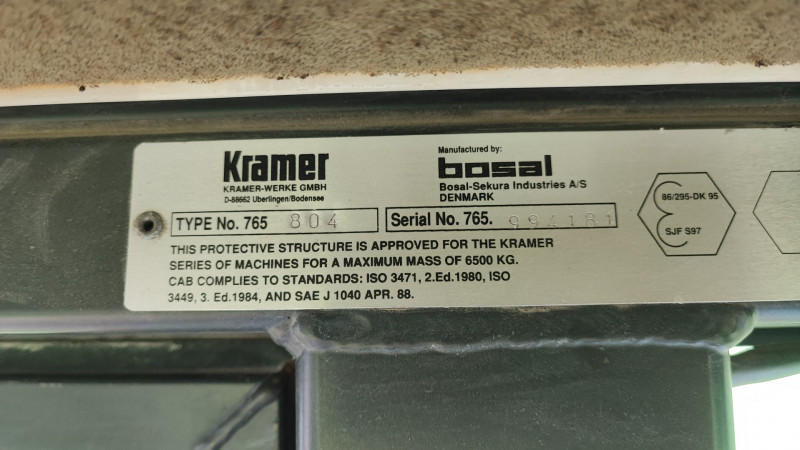 Kramer
KRAMER-WERKE GMBH
D-88662 Uberlingen/Bodensee
Manufactured by:
bosal
Bosal-Sekura Industries A/S
DENMARK
TYPE No. 765 804
Serial No. 765. 994181
86/295-DK 95
SJF S97
THIS PROTECTIVE STRUCTURE IS APPROVED FOR THE KRAMER
SERIES OF MACHINES FOR A MAXIMUM MASS OF 6500 KG.
CAB COMPLIES TO STANDARDS: ISO 3471, 2.Ed.1980, ISO
3449, 3. Ed.1984, AND SAE J 1040 APR. 88.